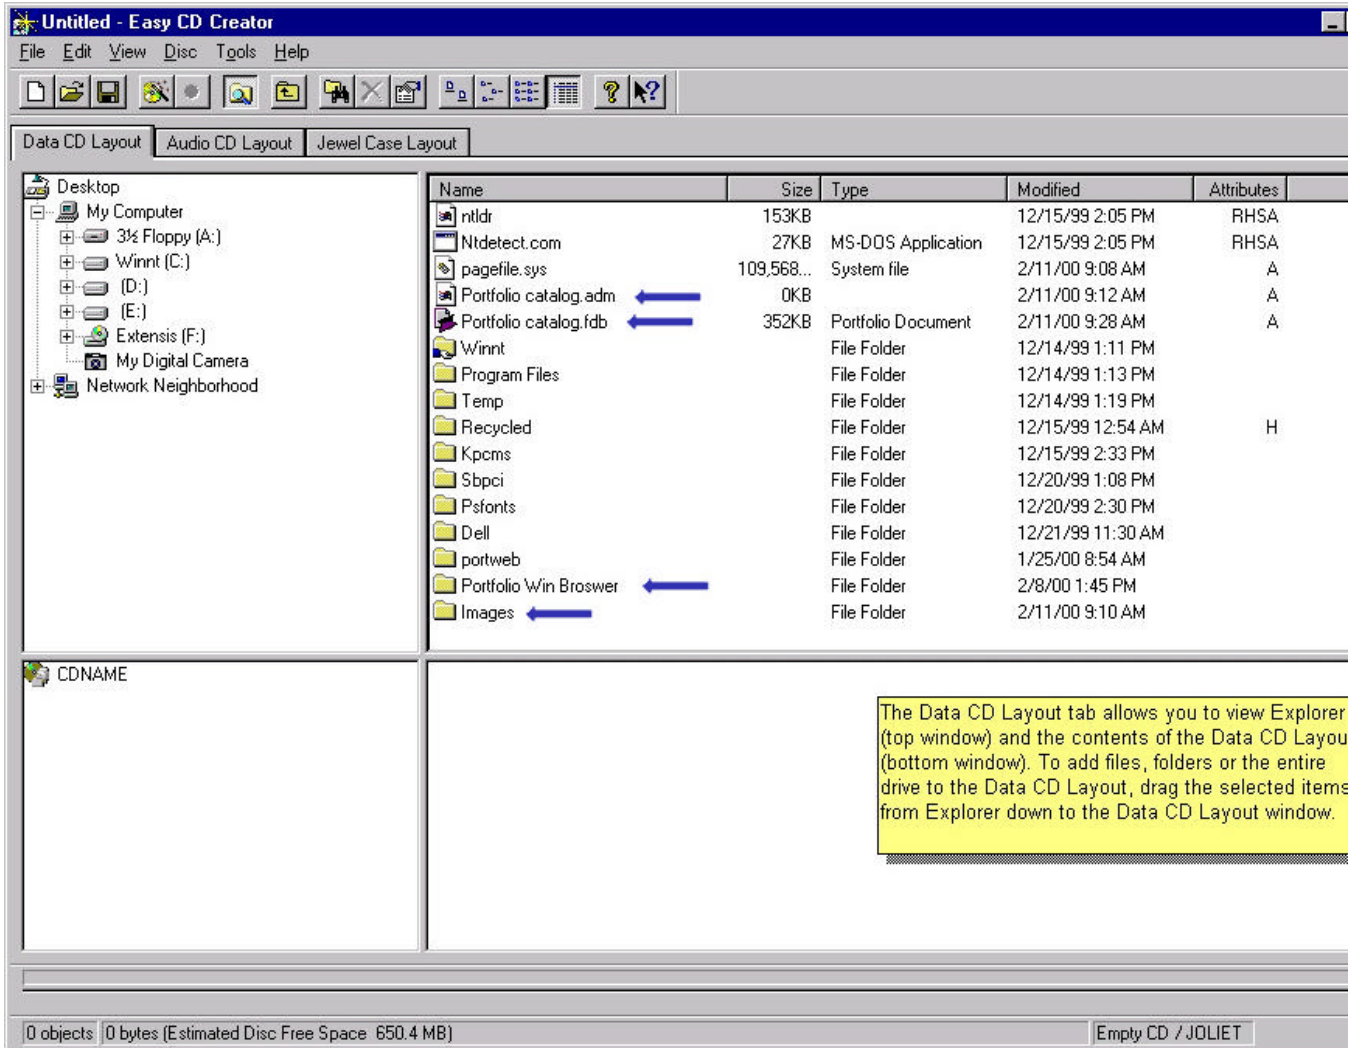 Untitled - Easy CD Creator
File Edit View Disc Tools Help
Data CD Layout Audio CD Layout Jewel Case Layout
Desktop
My Computer
3½ Floppy (A:)
Winnt (C:)
(D:)
(E:)
Extensis (F:)
My Digital Camera
Network Neighborhood
Name Size Type Modified Attributes
ntldr 153KB 12/15/99 2:05 PM RHSA
Ntdetect.com 27KB MS-DOS Application 12/15/99 2:05 PM RHSA
pagefile.sys 109,568... System file 2/11/00 9:08 AM A
Portfolio catalog.adm 0KB 2/11/00 9:12 AM A
Portfolio catalog.fdb 352KB Portfolio Document 2/11/00 9:28 AM A
Winnt File Folder 12/14/99 1:11 PM
Program Files File Folder 12/14/99 1:13 PM
Temp File Folder 12/14/99 1:19 PM
Recycled File Folder 12/15/99 12:54 AM H
Kpcms File Folder 12/15/99 2:33 PM
Sbpci File Folder 12/20/99 1:08 PM
Psfonts File Folder 12/20/99 2:30 PM
Dell File Folder 12/21/99 11:30 AM
portweb File Folder 1/25/00 8:54 AM
Portfolio Win Broswer File Folder 2/8/00 1:45 PM
Images File Folder 2/11/00 9:10 AM
CDNAME
The Data CD Layout tab allows you to view Explorer
(top window) and the contents of the Data CD Layou
(bottom window). To add files, folders or the entire
drive to the Data CD Layout, drag the selected items
from Explorer down to the Data CD Layout window.
0 objects 0 bytes (Estimated Disc Free Space 650.4 MB) Empty CD / JOLIET